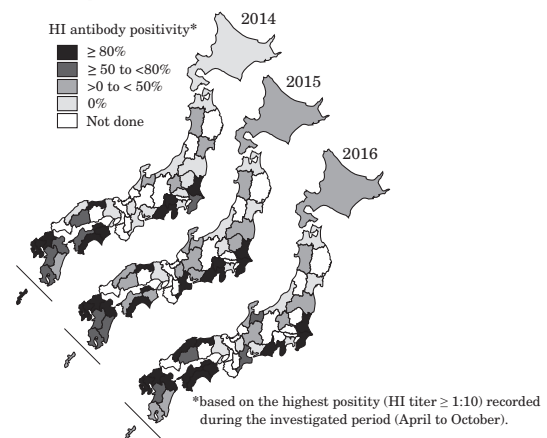 2014
HI antibody positivity*
≥ 80%
≥ 50 to <80%
>0 to < 50%
0%
Not done
2015
2016
*based on the highest positity (HI titer ≥ 1:10) recorded
during the investigated period (April to October).